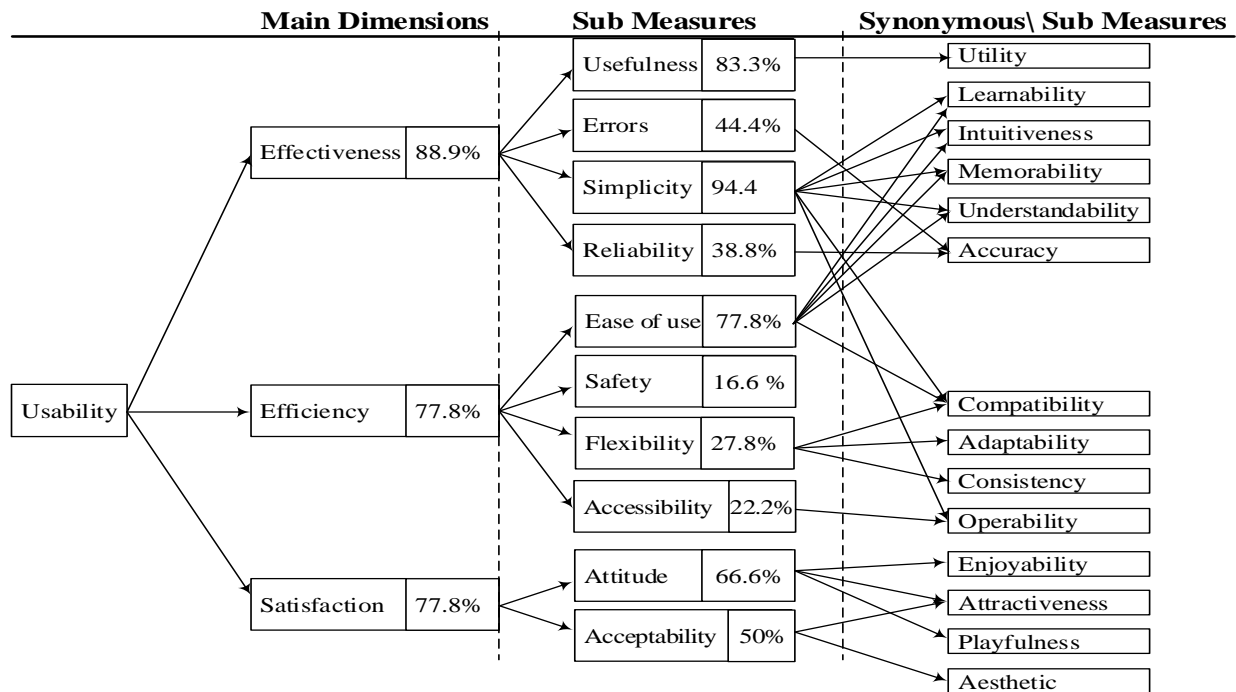 Main Dimensions
Sub Measures
Synonymous\ Sub Measures
Usability
Effectiveness 88.9%
Efficiency 77.8%
Satisfaction 77.8%
Usefulness 83.3%
Errors 44.4%
Simplicity 94.4
Reliability 38.8%
Ease of use 77.8%
Safety 16.6 %
Flexibility 27.8%
Accessibility 22.2%
Attitude 66.6%
Acceptability 50%
Utility
Learnability
Intuitiveness
Memorability
Understandability
Accuracy
Compatibility
Adaptability
Consistency
Operability
Enjoyability
Attractiveness
Playfulness
Aesthetic